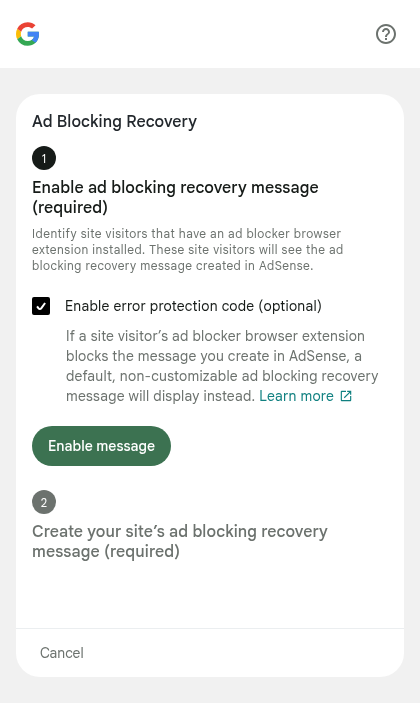 Ad Blocking Recovery
1
Enable ad blocking recovery message
(required)
Identify site visitors that have an ad blocker browser
extension installed. These site visitors will see the ad
blocking recovery message created in AdSense.
Enable error protection code (optional)
If a site visitor’s ad blocker browser extension
blocks the message you create in AdSense, a
default, non-customizable ad blocking recovery
message will display instead. Learn more
Enable message
2
Create your site’s ad blocking recovery
message (required)
Cancel